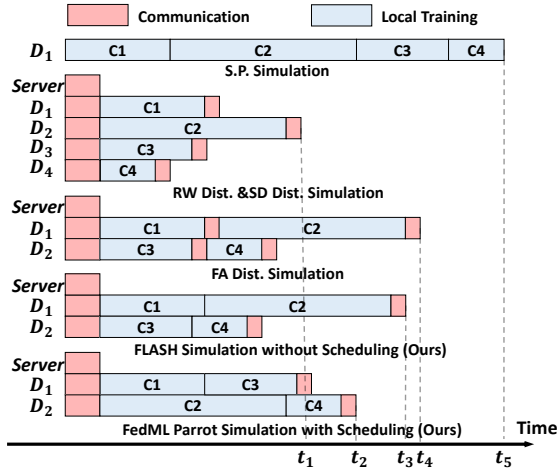 Communication Local Training
D1 C1 C2 C3 C4
S.P. Simulation
Server
D1 C1
D2 C2
D3 C3
D4 C4
RW Dist. &SD Dist. Simulation
Server
D1 C1 C2
D2 C3 C4
FA Dist. Simulation
Server
D1 C1 C2
D2 C3 C4
FLASH Simulation without Scheduling (Ours)
Server
D1 C1 C3
D2 C2 C4
FedML Parrot Simulation with Scheduling (Ours)
Time
t1 t2 t3 t4 t5